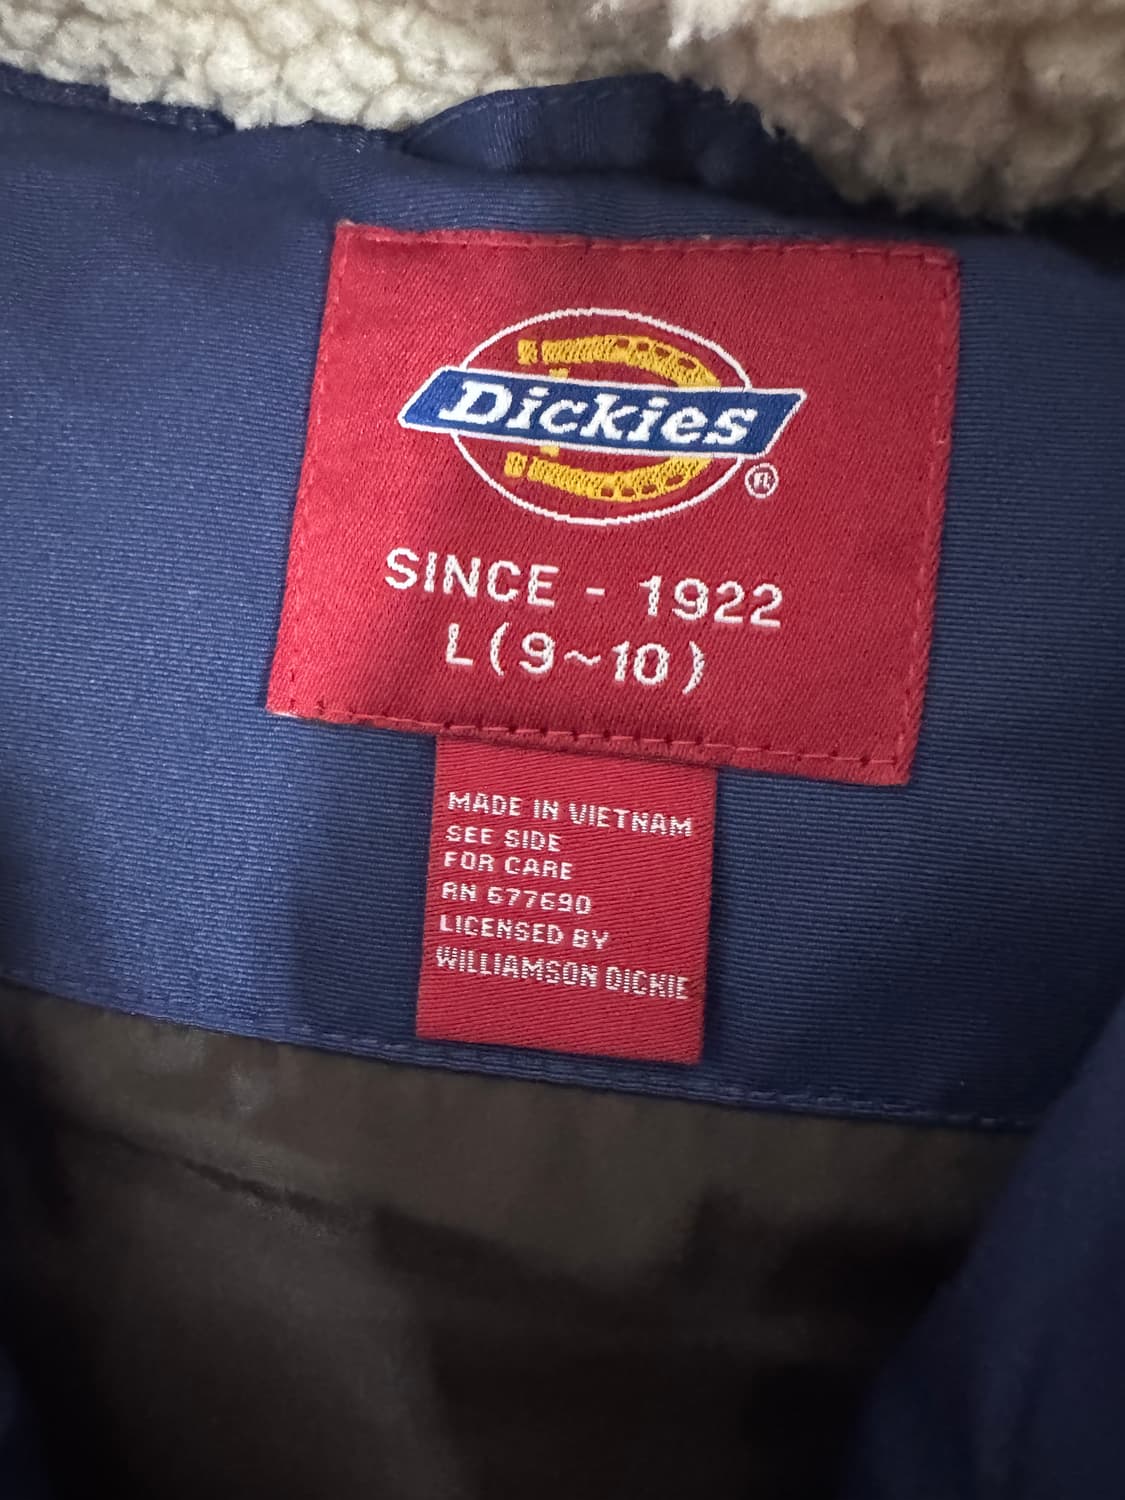 Dickies
®
SINCE - 1922
L(9~10)
MADE IN VIETNAM
SEE SIDE
FOR CARE
RN 677690
LICENSED BY
WILLIAMSON DICKIE